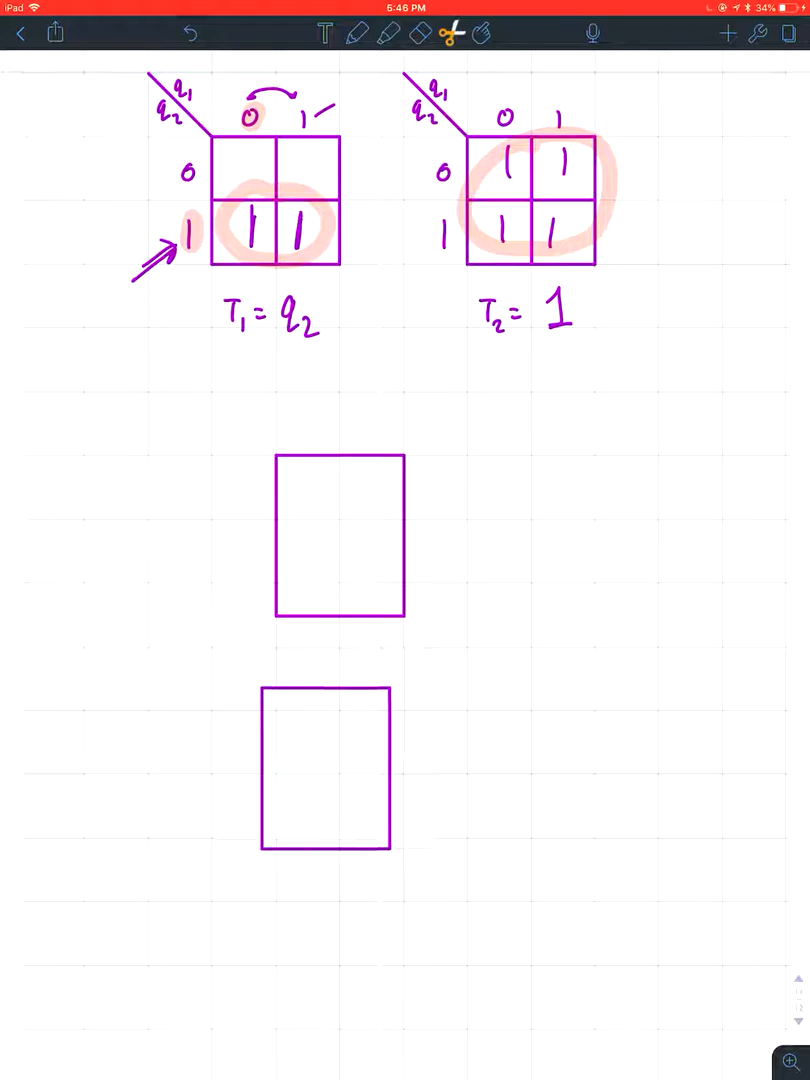 iPad 5:46 PM 34%
T
q₁ q₁
q₂ 0 1 q₂ 0 1
0 0 1 1
1 1 1 1 1 1
T₁ = q₂ T₂ = 1